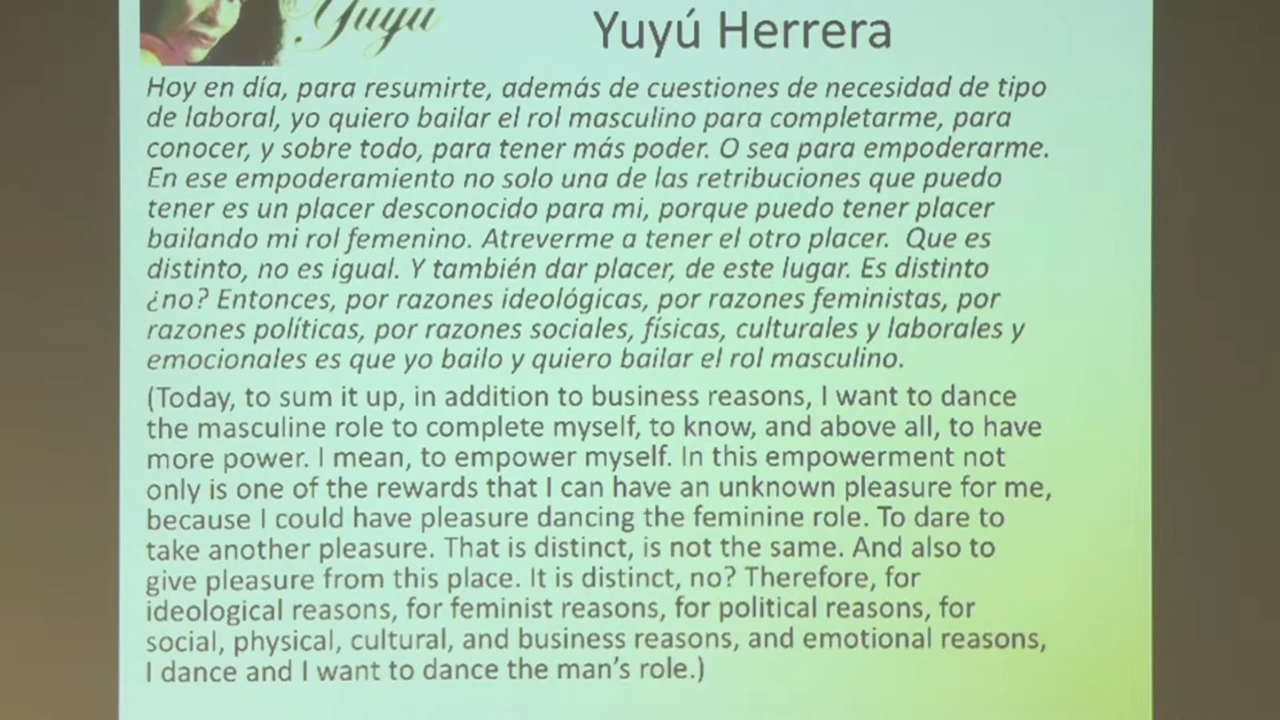 Yuyú
Yuyú Herrera
Hoy en día, para resumirte, además de cuestiones de necesidad de tipo
de laboral, yo quiero bailar el rol masculino para completarme, para
conocer, y sobre todo, para tener más poder. O sea para empoderarme.
En ese empoderamiento no solo una de las retribuciones que puedo
tener es un placer desconocido para mi, porque puedo tener placer
bailando mi rol femenino. Atreverme a tener el otro placer. Que es
distinto, no es igual. Y también dar placer, de este lugar. Es distinto
¿no? Entonces, por razones ideológicas, por razones feministas, por
razones políticas, por razones sociales, físicas, culturales y laborales y
emocionales es que yo bailo y quiero bailar el rol masculino.
(Today, to sum it up, in addition to business reasons, I want to dance
the masculine role to complete myself, to know, and above all, to have
more power. I mean, to empower myself. In this empowerment not
only is one of the rewards that I can have an unknown pleasure for me,
because I could have pleasure dancing the feminine role. To dare to
take another pleasure. That is distinct, is not the same. And also to
give pleasure from this place. It is distinct, no? Therefore, for
ideological reasons, for feminist reasons, for political reasons, for
social, physical, cultural, and business reasons, and emotional reasons,
I dance and I want to dance the man's role.)